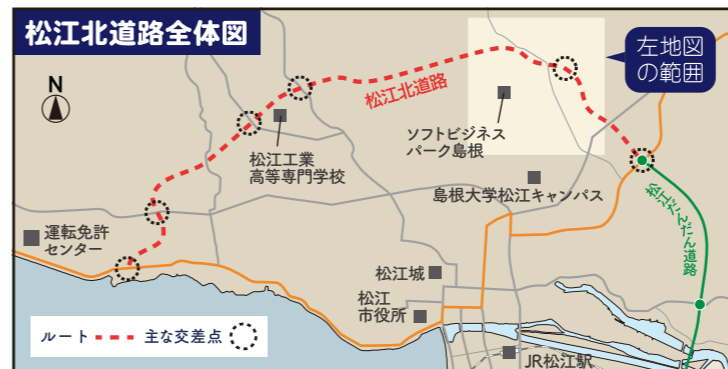 松江北道路全体図
左地図
の範囲
N
松江北道路
ソフトビジネス
パーク島根
松江工業
高等専門学校
島根大学松江キャンパス
松江だんだん道路
運転免許
センター
松江城
松江
市役所
ルート
主な交差点
JR松江駅